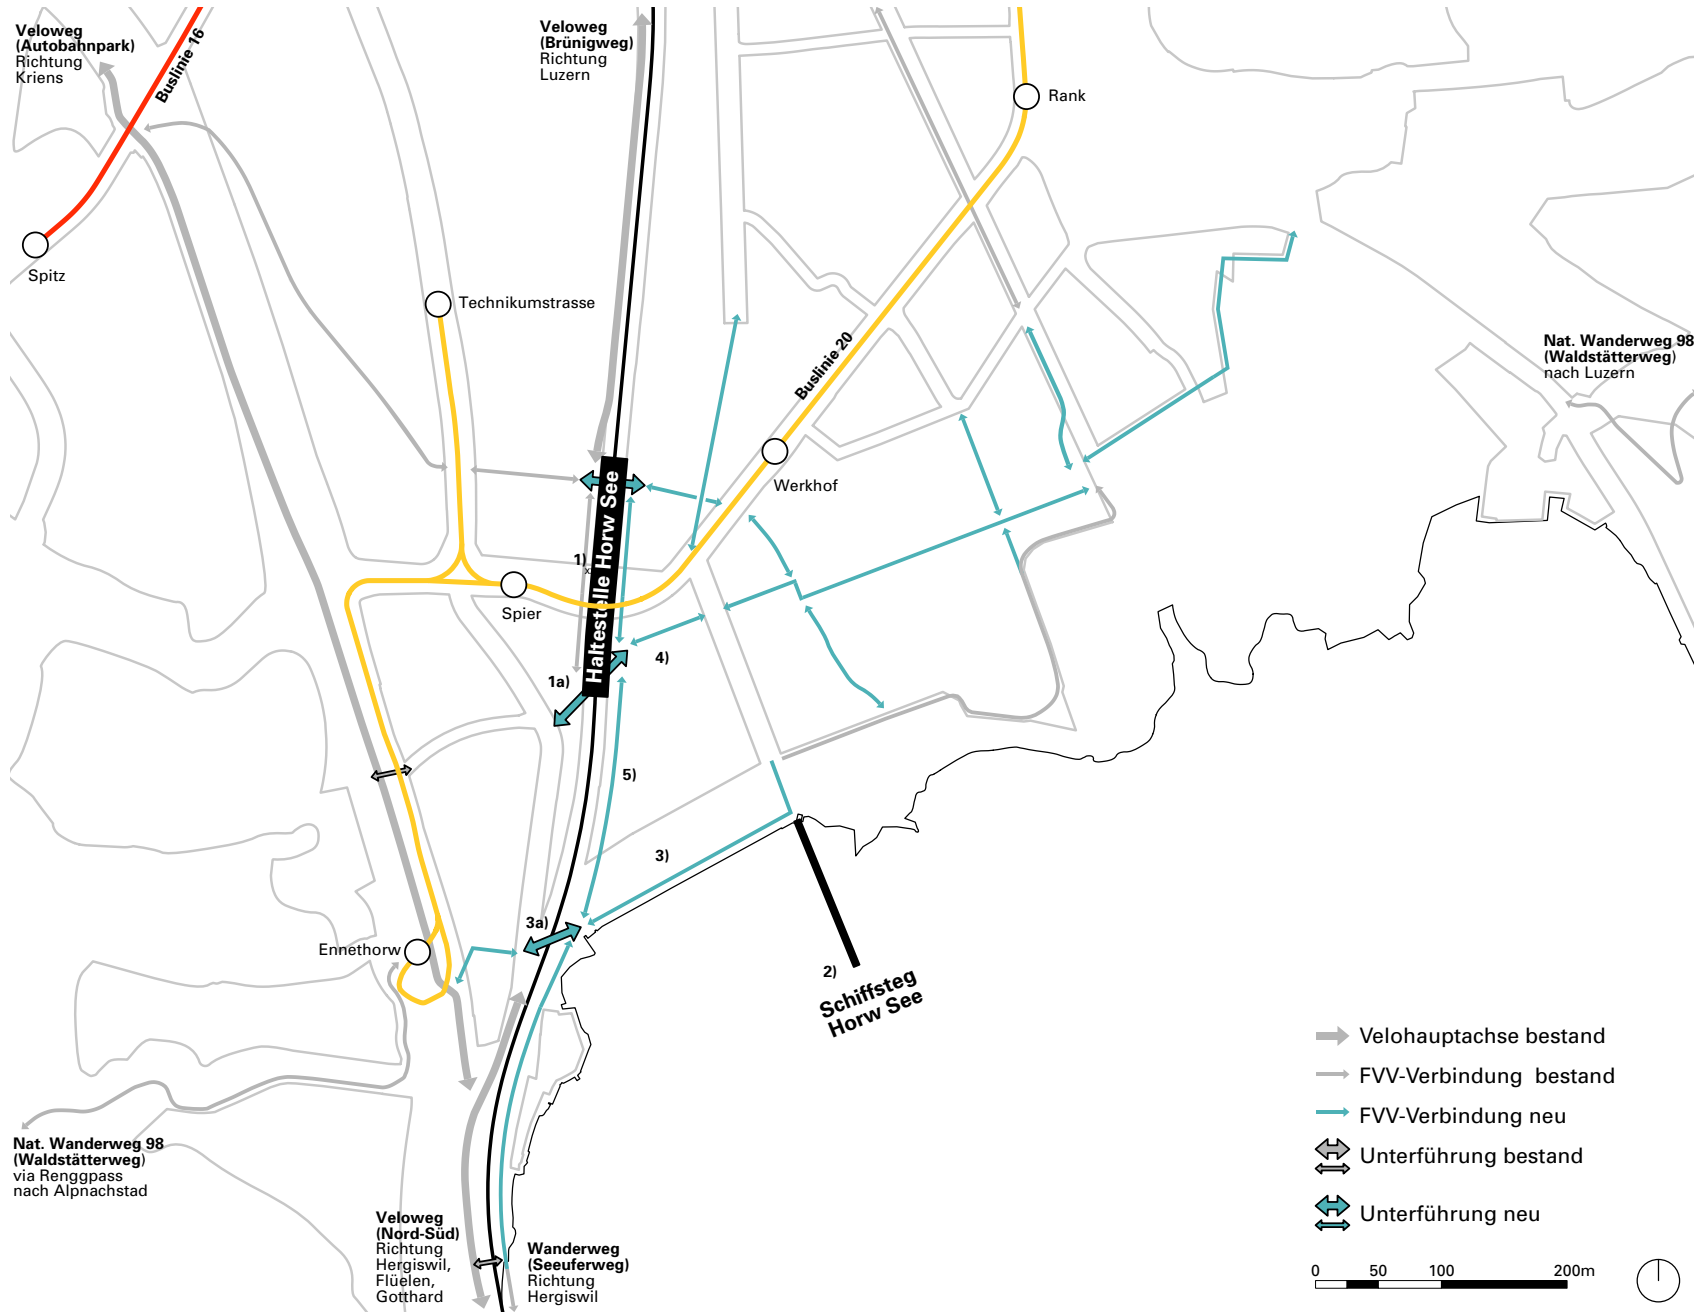 Veloweg
(Autobahnpark)
Richtung
Kriens
Buslinie 16
Veloweg
(Brünigweg)
Richtung
Luzern
Rank
Spitz
Technikumstrasse
Buslinie 20
Nat. Wanderweg 98
(Waldstätterweg)
nach Luzern
Werkhof
Haltestelle Horw See
1)
x
Spier
4)
1a)
5)
3)
3a)
Ennethorw
2)
Schiffsteg
Horw See
Nat. Wanderweg 98
(Waldstätterweg)
via Renggpass
nach Alpnachstad
Veloweg
(Nord-Süd)
Richtung
Hergiswil,
Flüelen,
Gotthard
Wanderweg
(Seeuferweg)
Richtung
Hergiswil
Velohauptachse bestand
FVV-Verbindung bestand
FVV-Verbindung neu
Unterführung bestand
Unterführung neu
0 50 100 200m